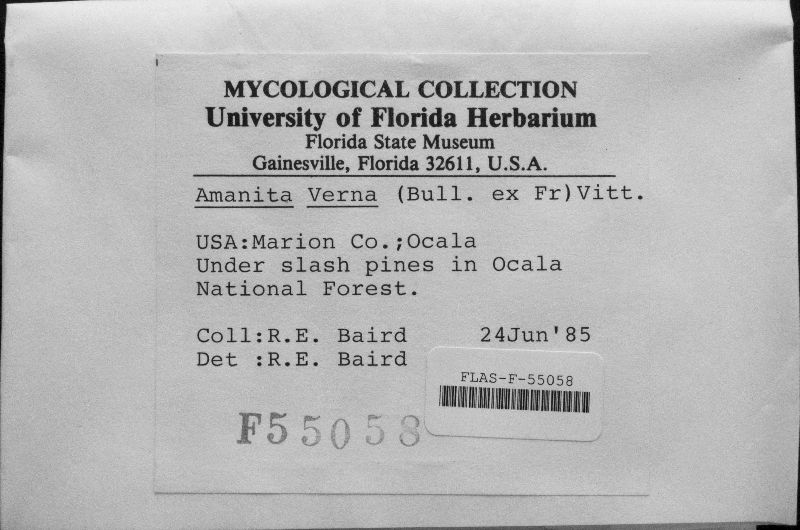 MYCOLOGICAL COLLECTION
University of Florida Herbarium
Florida State Museum
Gainesville, Florida 32611, U.S.A.
Amanita Verna (Bull. ex Fr)Vitt.
USA:Marion Co.;Ocala
Under slash pines in Ocala
National Forest.
Coll:R.E. Baird 24Jun'85
Det :R.E. Baird
FLAS-F-55058
F55058